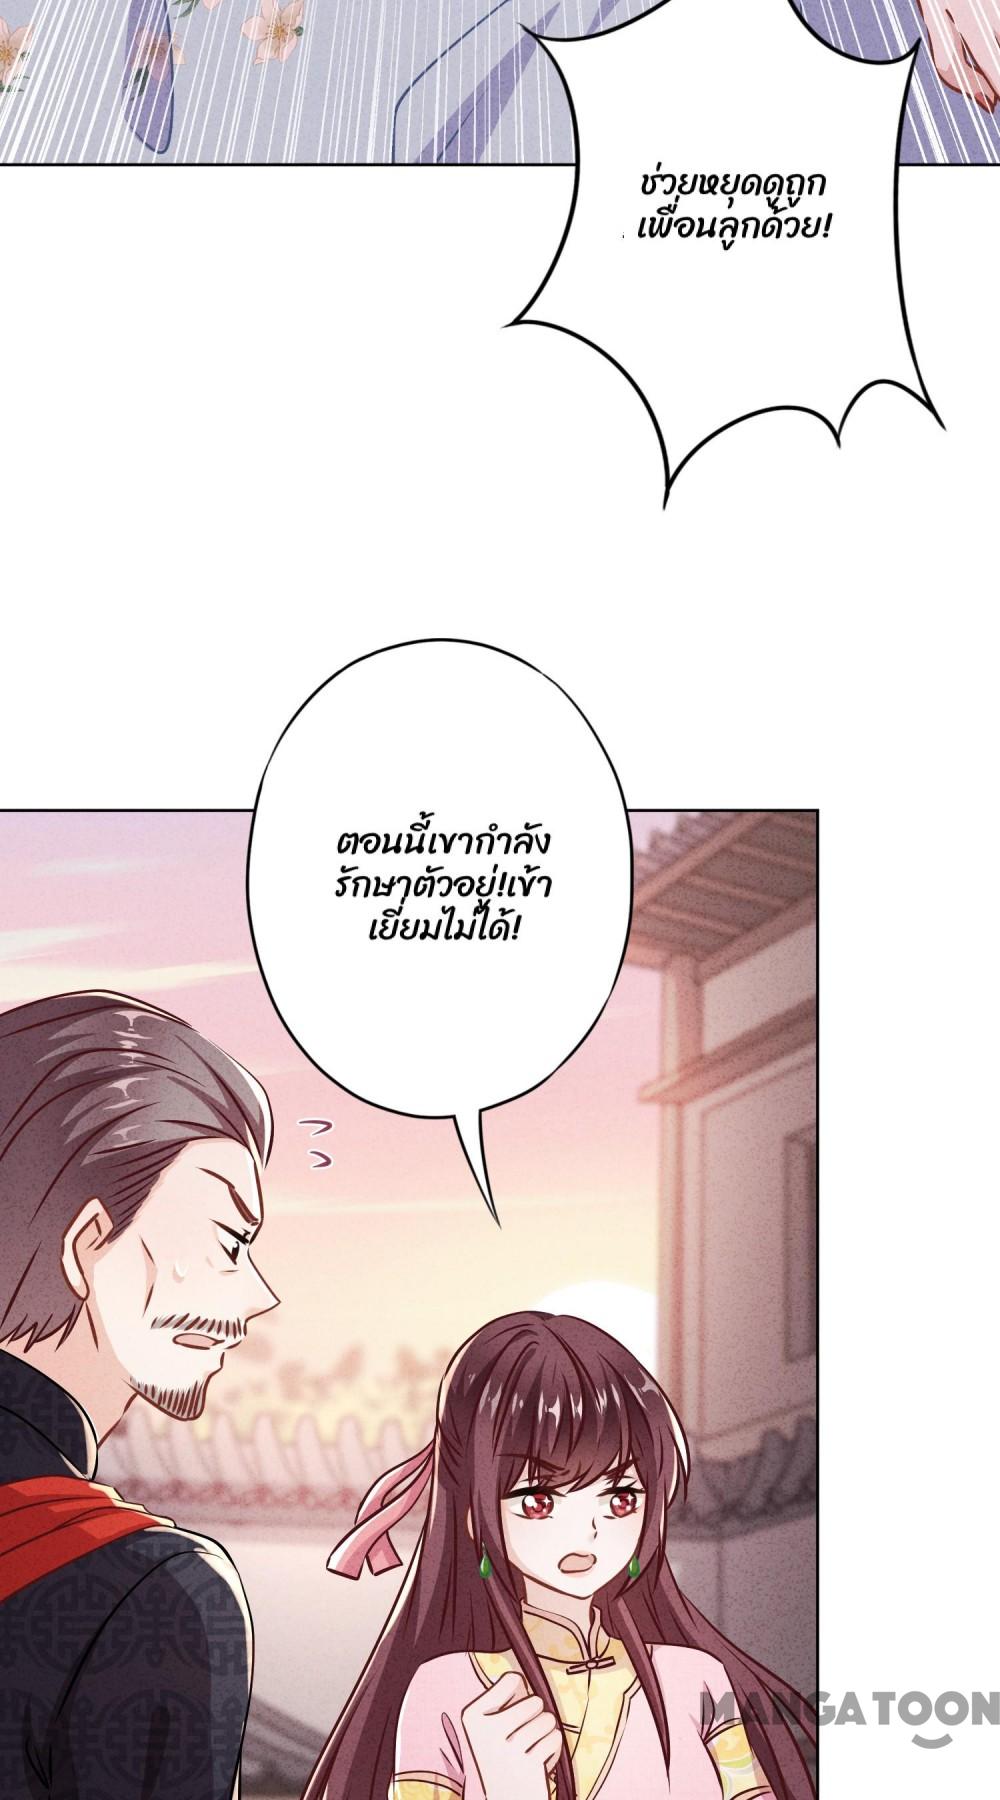 ช่วยหยุดดูถูก
เพื่อนลูกด้วย!
ตอนนี้เขากำลัง
รักษาตัวอยู่!เข้า
เยี่ยมไม่ได้!
MANGATOON